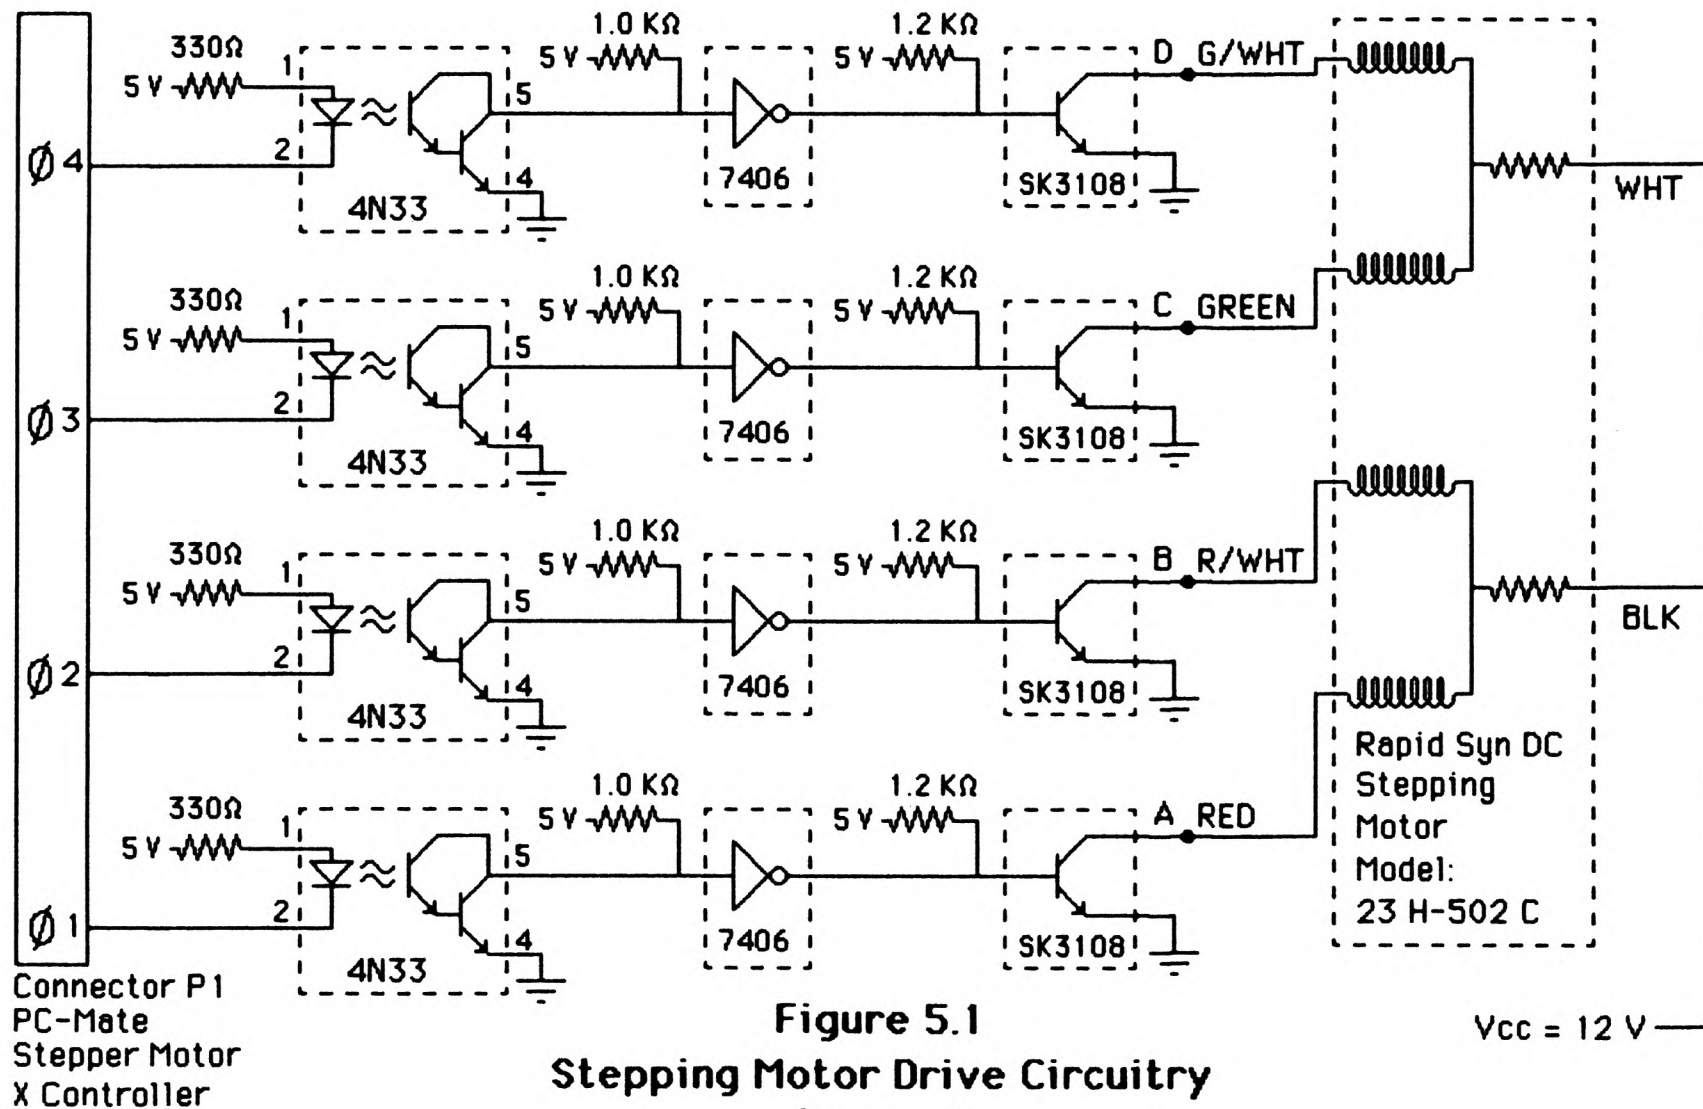 330Ω 1 1.0 KΩ 1.2 KΩ D G/WHT
5 V 5 V 5 5 V
Ø4 2 4 7406 SK3108 WHT
4N33
330Ω 1 1.0 KΩ 1.2 KΩ C GREEN
5 V 5 V 5 5 V
Ø3 2 4 7406 SK3108
4N33
330Ω 1 1.0 KΩ 1.2 KΩ B R/WHT
5 V 5 V 5 5 V BLK
Ø2 2 4 7406 SK3108
4N33
330Ω 1 1.0 KΩ 1.2 KΩ A RED
5 V 5 V 5 5 V
Ø1 2 4 7406 SK3108
4N33
Rapid Syn DC
Stepping
Motor
Model:
23 H-502 C
Connector P1
PC-Mate
Stepper Motor
X Controller
Figure 5.1
Stepping Motor Drive Circuitry
Vcc = 12 V